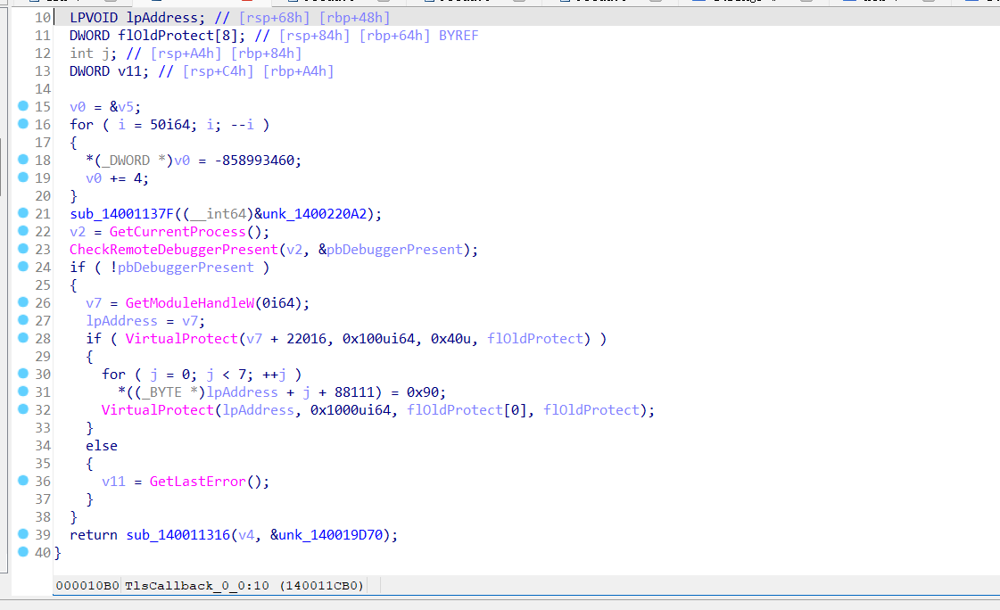 10 LPVOID lpAddress; // [rsp+68h] [rbp+48h]
11 DWORD flOldProtect[8]; // [rsp+84h] [rbp+64h] BYREF
12 int j; // [rsp+A4h] [rbp+84h]
13 DWORD v11; // [rsp+C4h] [rbp+A4h]
14
15 v0 = &v5;
16 for ( i = 50i64; i; --i )
17 {
18 *(_DWORD *)v0 = -858993460;
19 v0 += 4;
20 }
21 sub_14001137F((__int64)&unk_1400220A2);
22 v2 = GetCurrentProcess();
23 CheckRemoteDebuggerPresent(v2, &pbDebuggerPresent);
24 if ( !pbDebuggerPresent )
25 {
26 v7 = GetModuleHandleW(0i64);
27 lpAddress = v7;
28 if ( VirtualProtect(v7 + 22016, 0x100ui64, 0x40u, flOldProtect) )
29 {
30 for ( j = 0; j < 7; ++j )
31 *((_BYTE *)lpAddress + j + 88111) = 0x90;
32 VirtualProtect(lpAddress, 0x1000ui64, flOldProtect[0], flOldProtect);
33 }
34 else
35 {
36 v11 = GetLastError();
37 }
38 }
39 return sub_140011316(v4, &unk_140019D70);
40 }
000010B0 TlsCallback_0_0:10 (140011CB0)